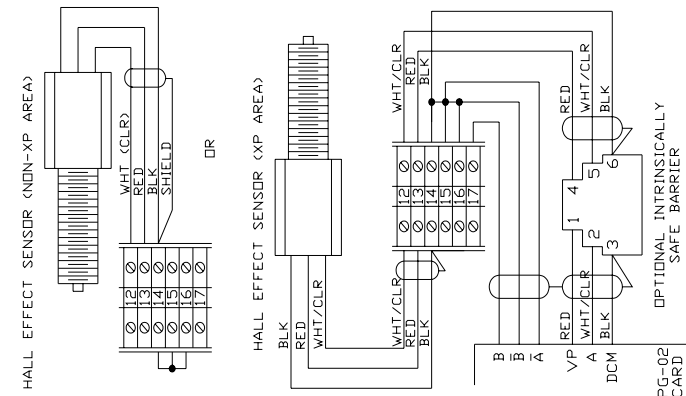 HALL EFFECT SENSOR (NON-XP AREA)
WHT (CLR)
RED
BLK
SHIELD
12
13
14
15
16
17
OR
HALL EFFECT SENSOR (XP AREA)
BLK
RED
WHT/CLR
WHT/CLR
RED
BLK
12
13
14
15
16
17
WHT/CLR
RED
BLK
RED
WHT/CLR
BLK
4
5
6
1
2
3
OPTIONAL INTRINSICALLY
SAFE BARRIER
RED
WHT/CLR
BLK
B
B̅
A̅
VP
A
DCM
PG-02
CARD